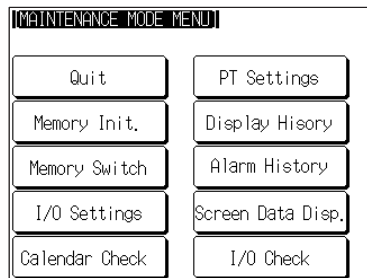 [MAINTENANCE MODE MENU]
Quit
PT Settings
Memory Init.
Display Hisory
Memory Switch
Alarm History
I/O Settings
Screen Data Disp.
Calendar Check
I/O Check